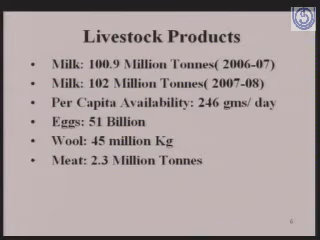 Livestock Products
• Milk: 100.9 Million Tonnes( 2006-07)
• Milk: 102 Million Tonnes( 2007-08)
• Per Capita Availability: 246 gms/ day
• Eggs: 51 Billion
• Wool: 45 million Kg
• Meat: 2.3 Million Tonnes
6